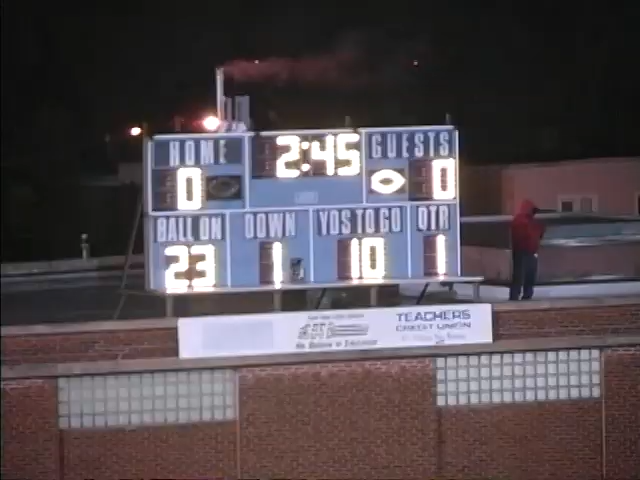 HOME 2:45 GUESTS
0 0
BALL ON DOWN YDS TO GO QTR
23 1 10 1
TEACHERS
CREDIT UNION